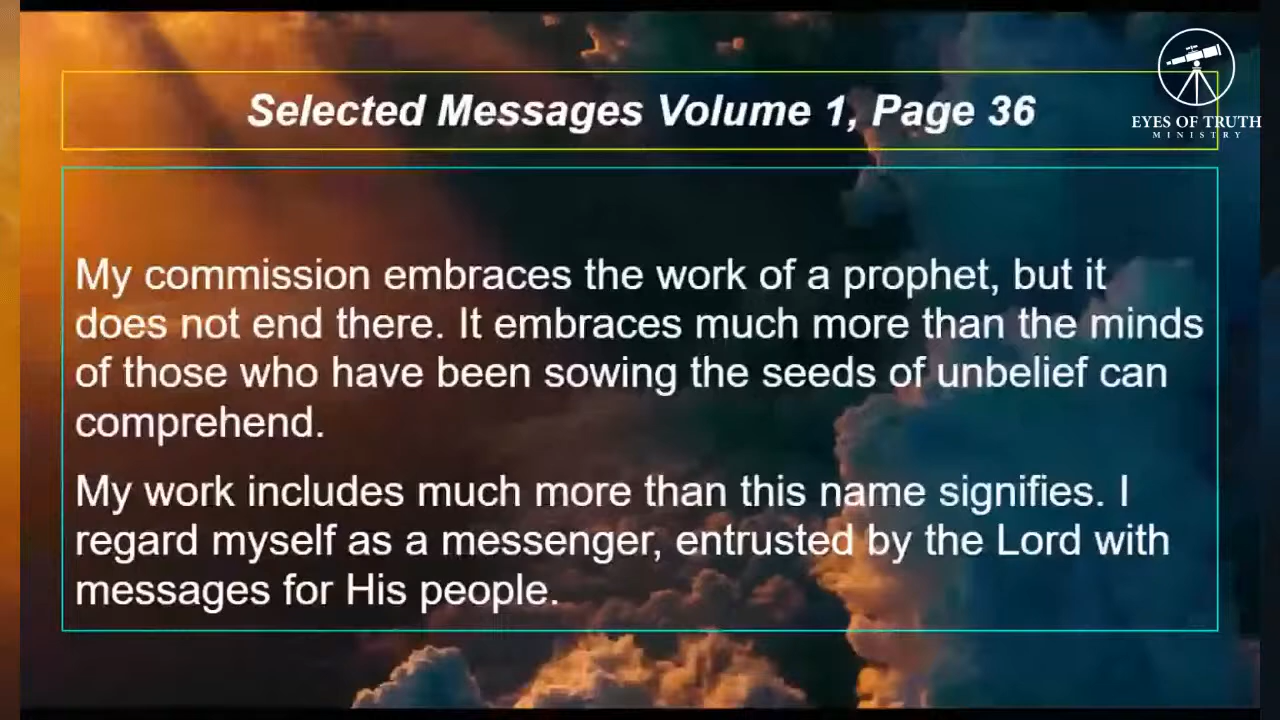 Selected Messages Volume 1, Page 36
EYES OF TRUTH
MINISTRY
My commission embraces the work of a prophet, but it
does not end there. It embraces much more than the minds
of those who have been sowing the seeds of unbelief can
comprehend.
My work includes much more than this name signifies. I
regard myself as a messenger, entrusted by the Lord with
messages for His people.